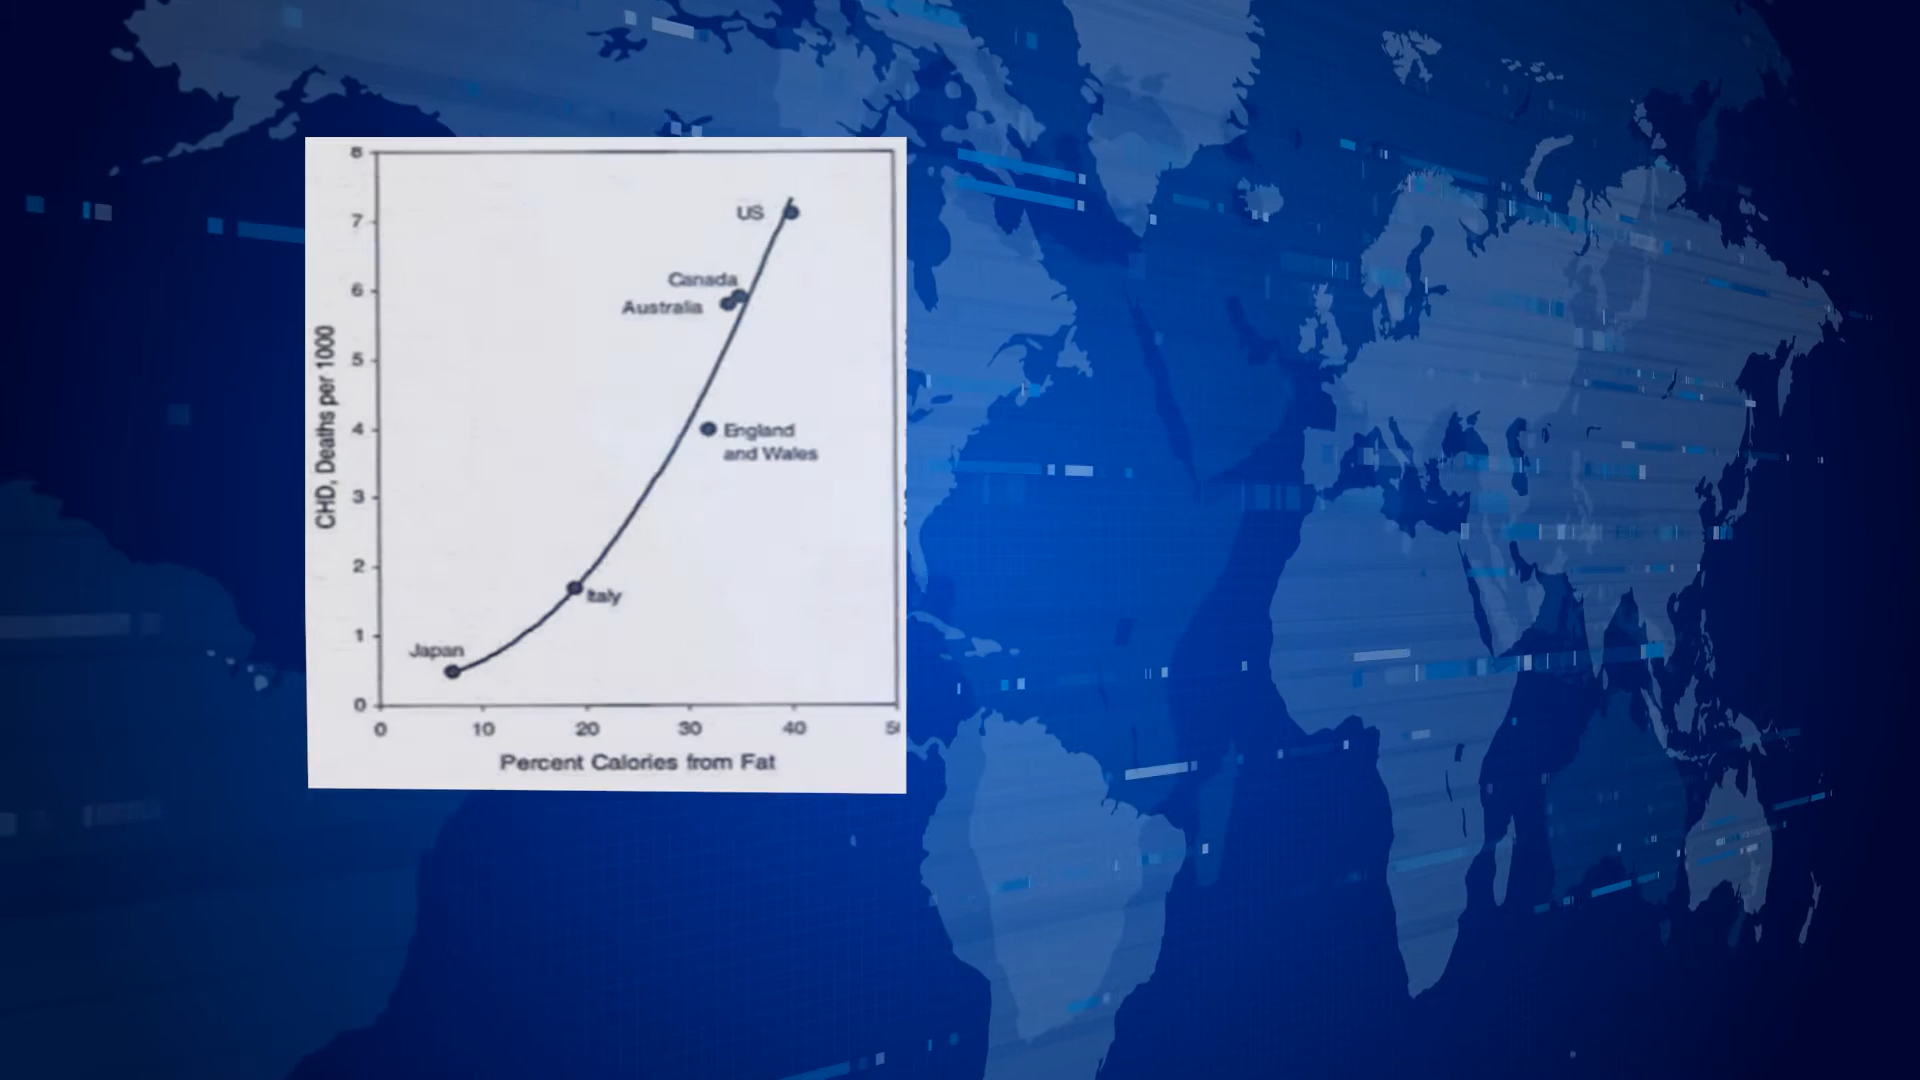 8
7
6
5
4
3
2
1
0
CHD, Deaths per 1000
US
Canada
Australia
England
and Wales
Italy
Japan
0 10 20 30 40
Percent Calories from Fat